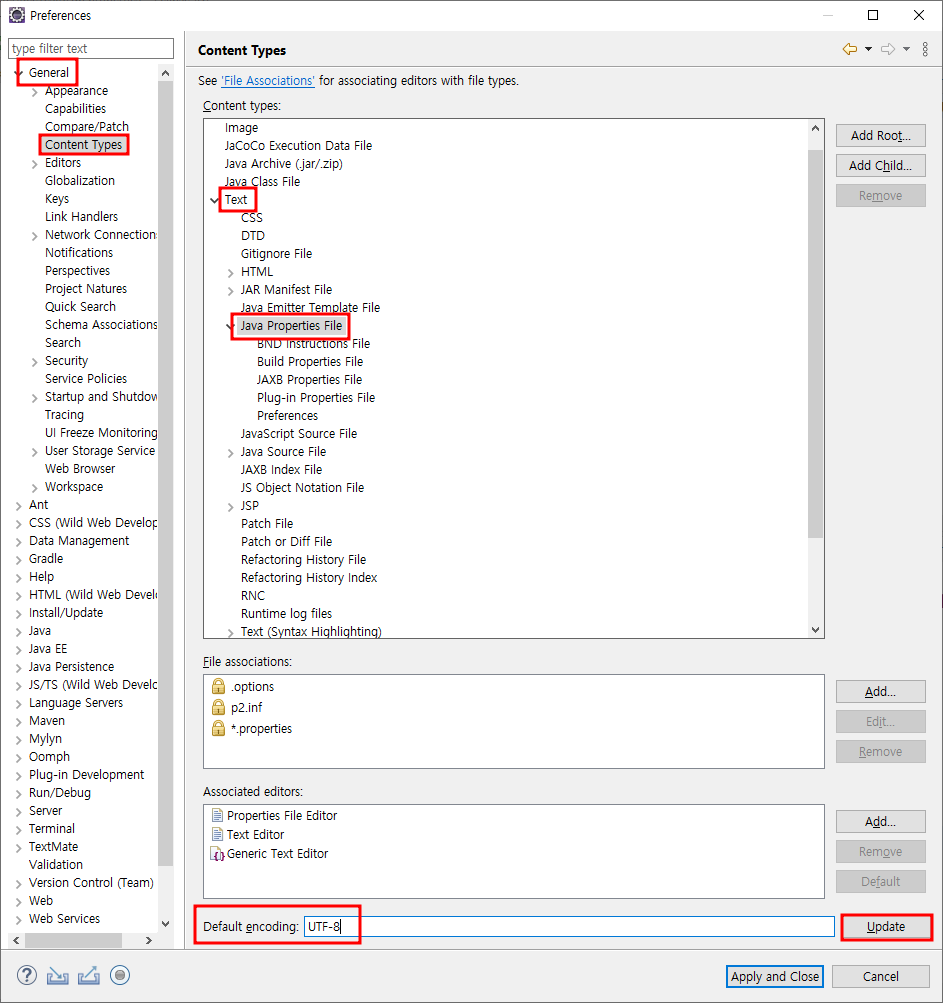 Preferences
type filter text
General
Appearance
Capabilities
Compare/Patch
Content Types
Editors
Globalization
Keys
Link Handlers
Network Connection
Notifications
Perspectives
Project Natures
Quick Search
Schema Associations
Search
Security
Service Policies
Startup and Shutdow
Tracing
UI Freeze Monitoring
User Storage Service
Web Browser
Workspace
Ant
CSS (Wild Web Develop
Data Management
Gradle
Help
HTML (Wild Web Devel
Install/Update
Java
Java EE
Java Persistence
JS/TS (Wild Web Develo
Language Servers
Maven
Mylyn
Oomph
Plug-in Development
Run/Debug
Server
Terminal
TextMate
Validation
Version Control (Team)
Web
Web Services
Content Types
See 'File Associations' for associating editors with file types.
Content types:
Image
JaCoCo Execution Data File
Java Archive (.jar/.zip)
Java Class File
Text
CSS
DTD
Gitignore File
HTML
JAR Manifest File
Java Emitter Template File
Java Properties File
BND Instructions File
Build Properties File
JAXB Properties File
Plug-in Properties File
Preferences
JavaScript Source File
Java Source File
JAXB Index File
JS Object Notation File
JSP
Patch File
Patch or Diff File
Refactoring History File
Refactoring History Index
RNC
Runtime log files
Text (Syntax Highlighting)
Add Root...
Add Child...
Remove
File associations:
.options
p2.inf
*.properties
Add...
Edit...
Remove
Associated editors:
Properties File Editor
Text Editor
Generic Text Editor
Add...
Remove
Default
Default encoding: UTF-8
Update
Apply and Close
Cancel